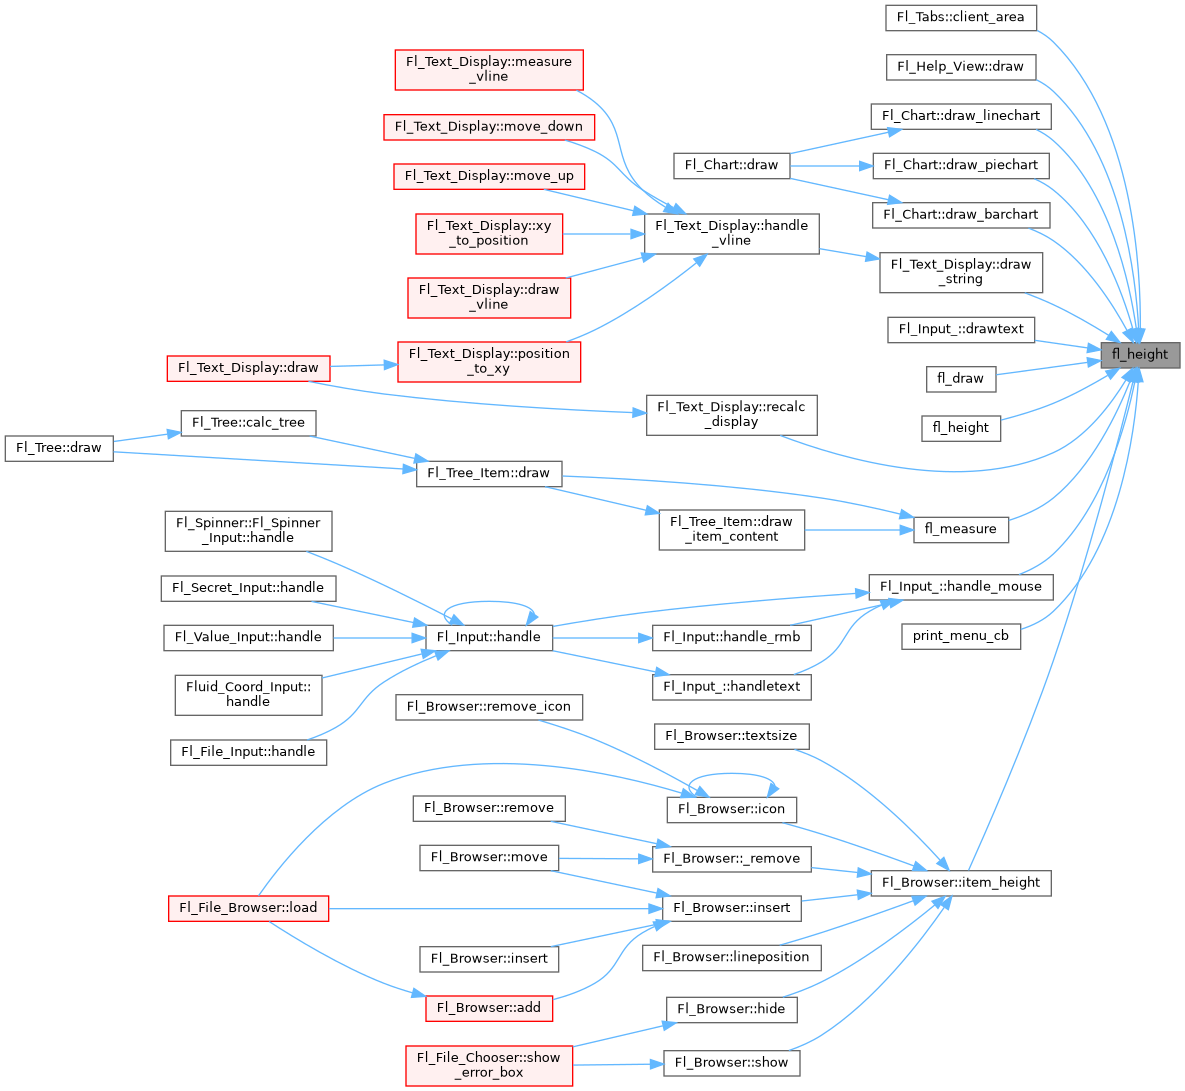 Fl_Tabs::client_area
Fl_Help_View::draw
Fl_Text_Display::measure
_vline
Fl_Chart::draw_linechart
Fl_Text_Display::move_down
Fl_Chart::draw
Fl_Chart::draw_piechart
Fl_Text_Display::move_up
Fl_Chart::draw_barchart
Fl_Text_Display::xy
_to_position
Fl_Text_Display::handle
_vline
Fl_Text_Display::draw
_string
Fl_Text_Display::draw
_vline
Fl_Input_::drawtext
fl_height
Fl_Text_Display::position
_to_xy
Fl_Text_Display::draw
fl_draw
Fl_Text_Display::recalc
_display
fl_height
Fl_Tree::calc_tree
Fl_Tree::draw
Fl_Tree_Item::draw
Fl_Tree_Item::draw
_item_content
fl_measure
Fl_Spinner::Fl_Spinner
_Input::handle
Fl_Secret_Input::handle
Fl_Input_::handle_mouse
Fl_Value_Input::handle
Fl_Input::handle
Fl_Input::handle_rmb
print_menu_cb
Fluid_Coord_Input::
handle
Fl_Input_::handletext
Fl_Browser::remove_icon
Fl_File_Input::handle
Fl_Browser::textsize
Fl_Browser::remove
Fl_Browser::icon
Fl_Browser::move
Fl_Browser::_remove
Fl_Browser::item_height
Fl_File_Browser::load
Fl_Browser::insert
Fl_Browser::insert
Fl_Browser::lineposition
Fl_Browser::add
Fl_Browser::hide
Fl_File_Chooser::show
_error_box
Fl_Browser::show